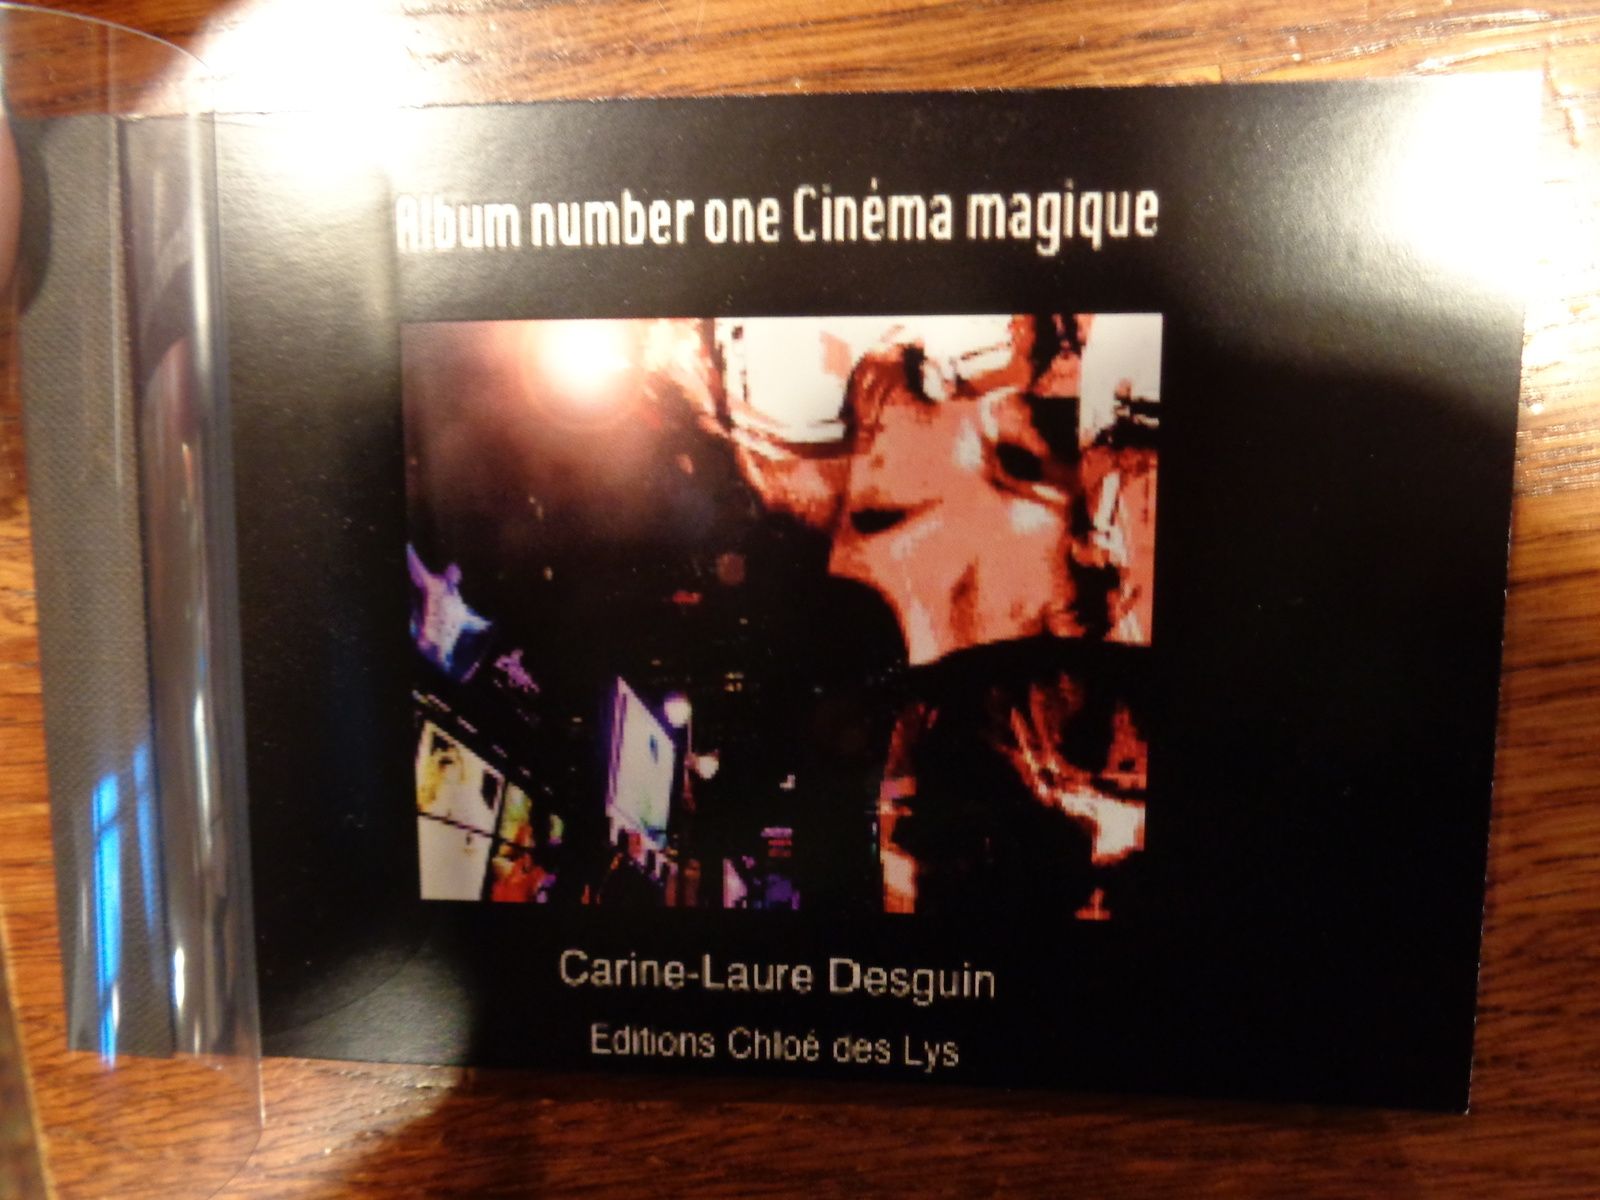 Album number one Cinéma magique
Carine-Laure Desguin
Editions Chloé des Lys